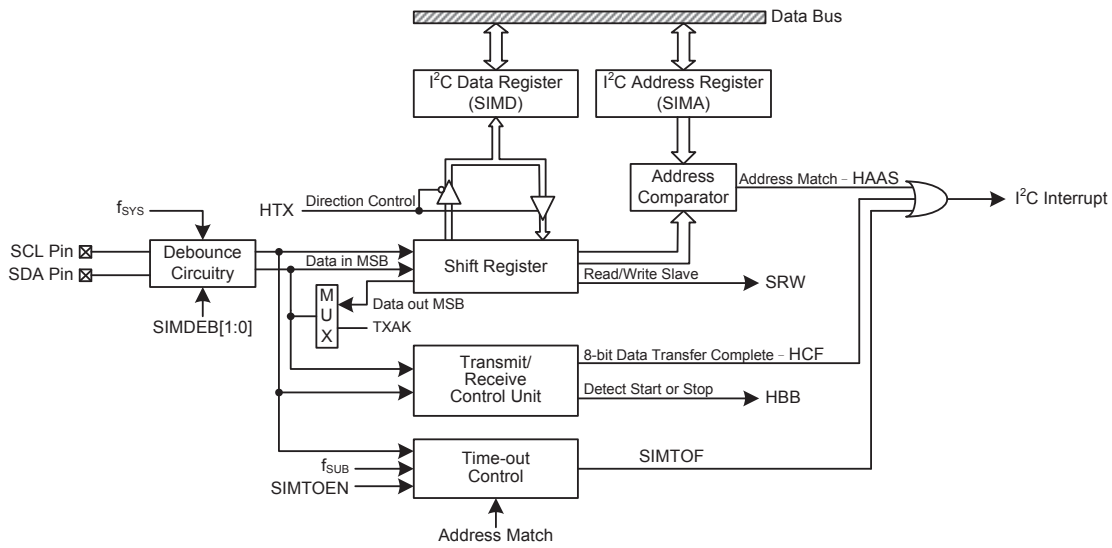 Data Bus
I²C Data Register
(SIMD)
I²C Address Register
(SIMA)
Address
Comparator
Address Match - HAAS
I²C Interrupt
HTX
Direction Control
fSYS
SCL Pin
SDA Pin
Debounce
Circuitry
SIMDEB[1:0]
Data in MSB
Shift Register
Read/Write Slave
SRW
M
U
X
Data out MSB
TXAK
Transmit/
Receive
Control Unit
8-bit Data Transfer Complete - HCF
Detect Start or Stop
HBB
fSUB
SIMTOEN
Time-out
Control
SIMTOF
Address Match